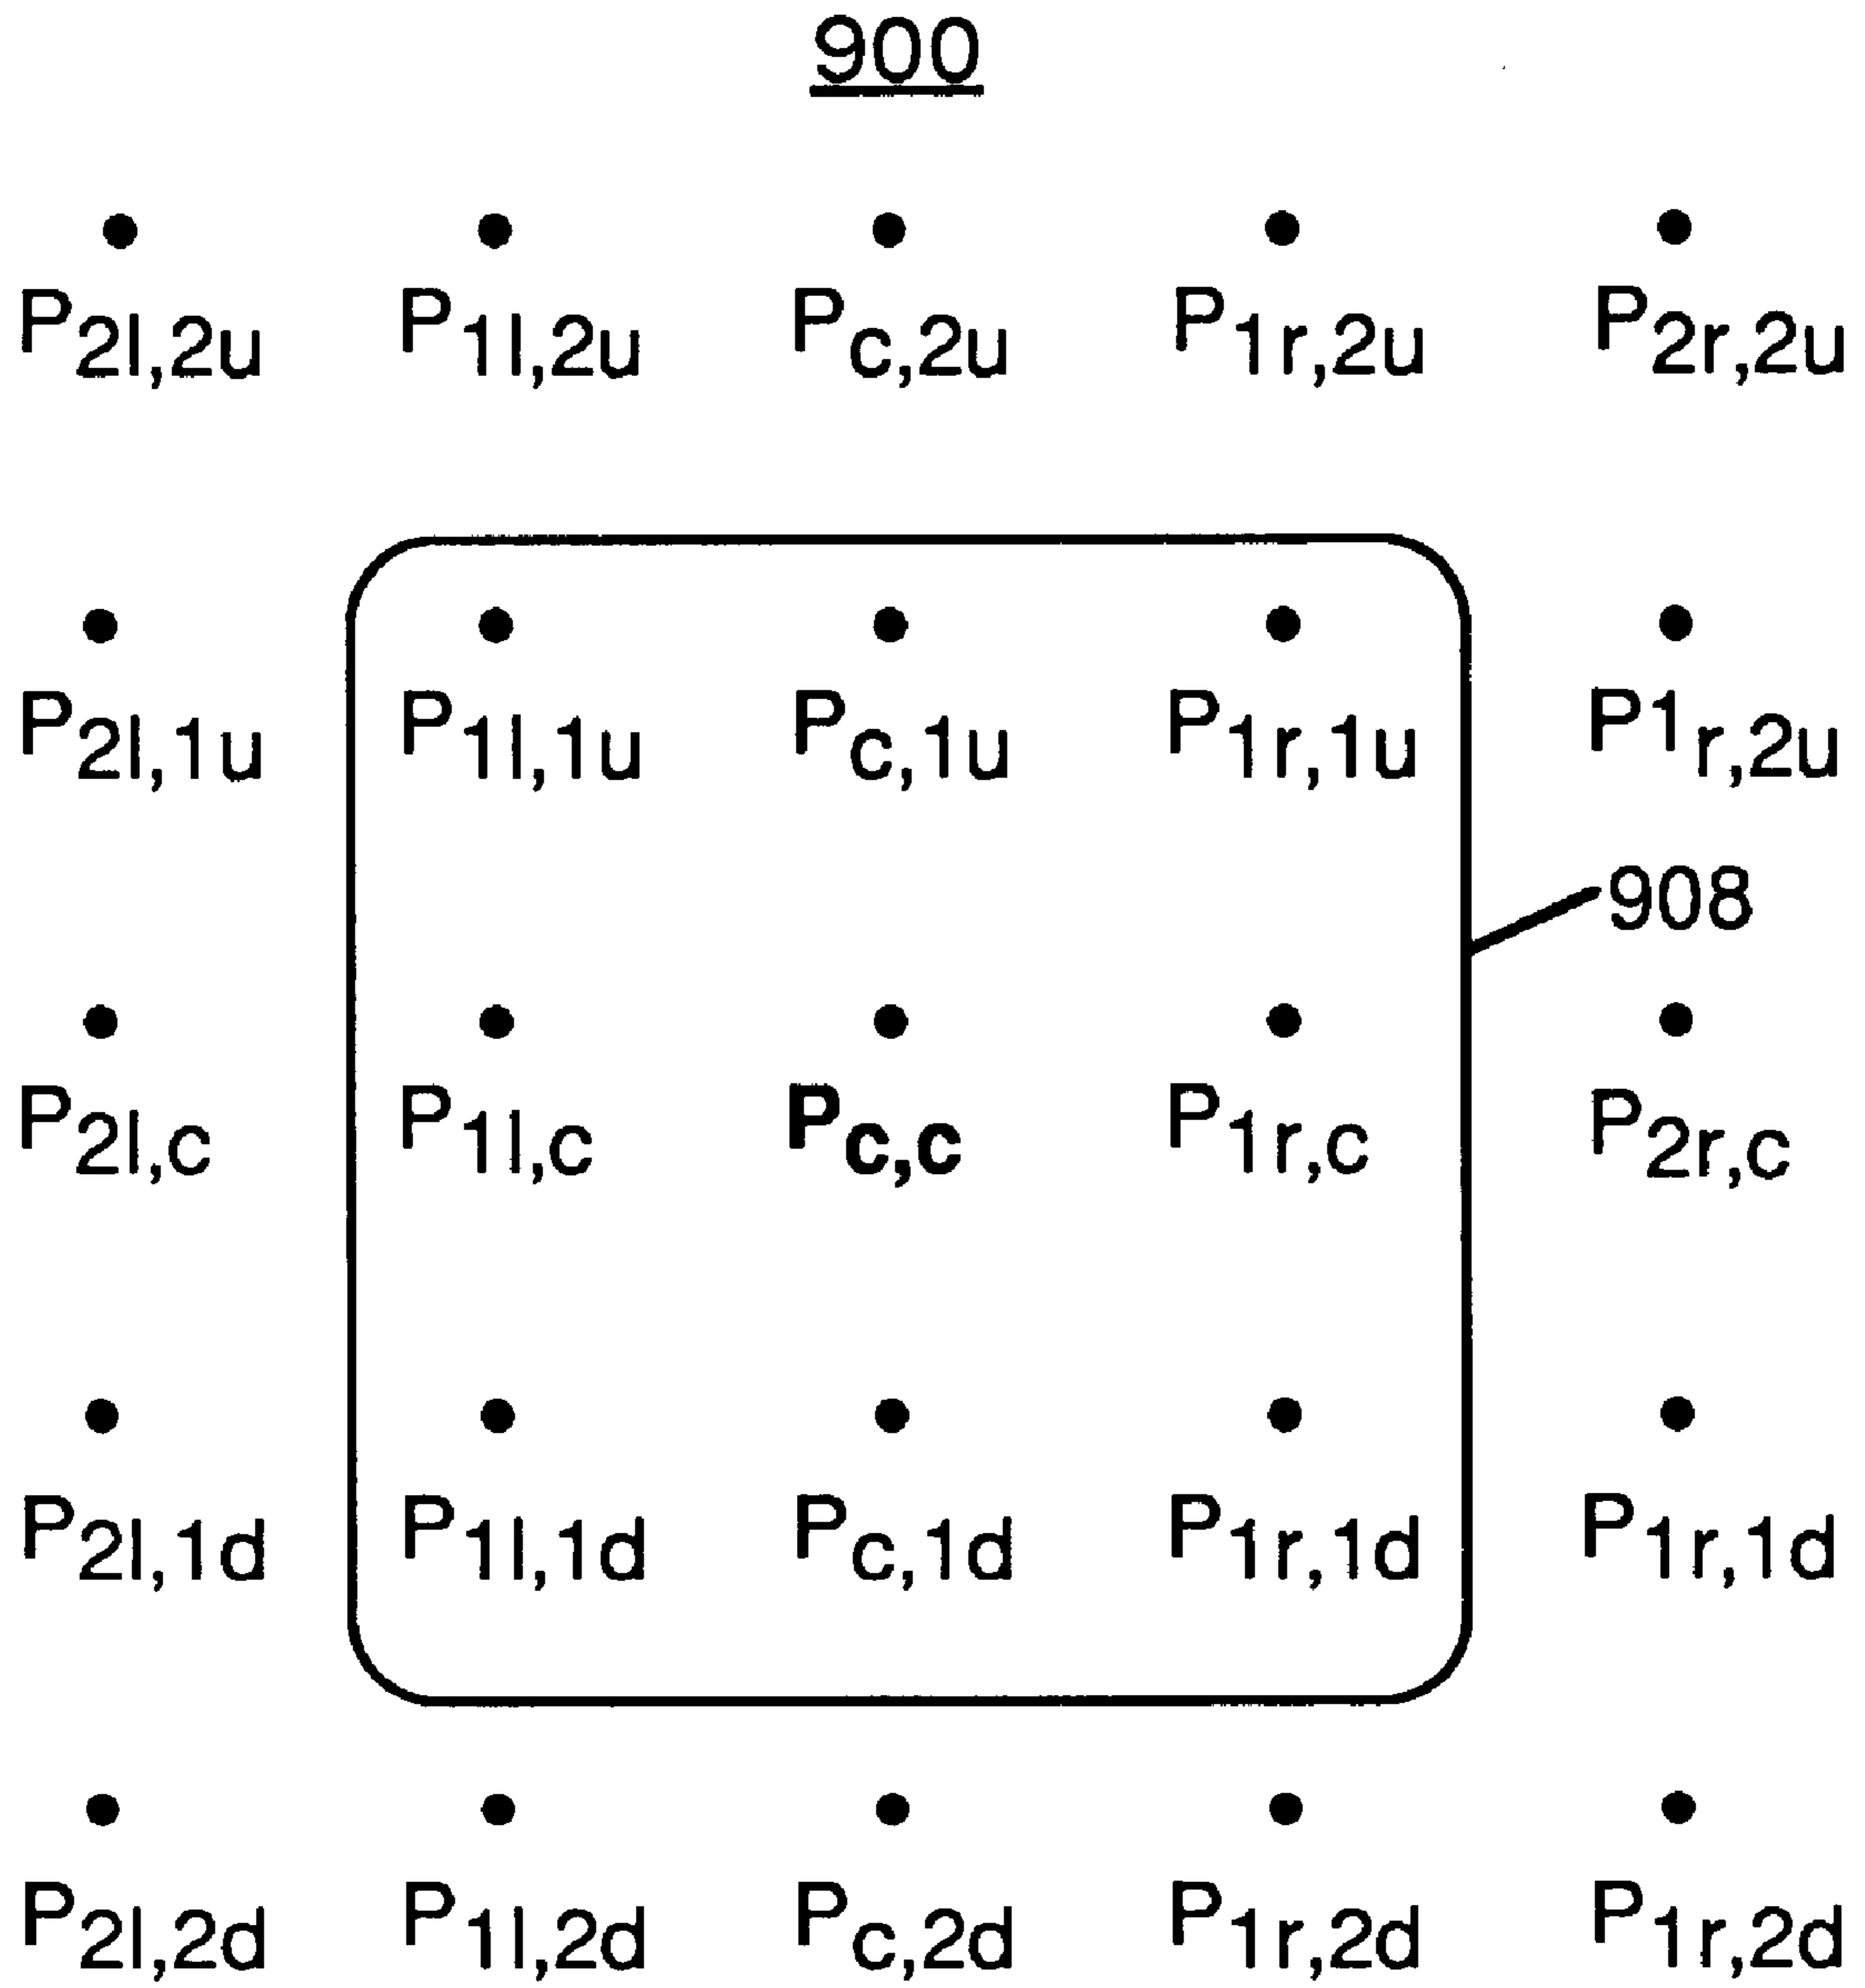 900
P2l,2u P1l,2u Pc,2u P1r,2u P2r,2u
P2l,1u P1l,1u Pc,1u P1r,1u P1r,2u
908
P2l,c P1l,c Pc,c P1r,c P2r,c
P2l,1d P1l,1d Pc,1d P1r,1d P1r,1d
P2l,2d P1l,2d Pc,2d P1r,2d P1r,2d